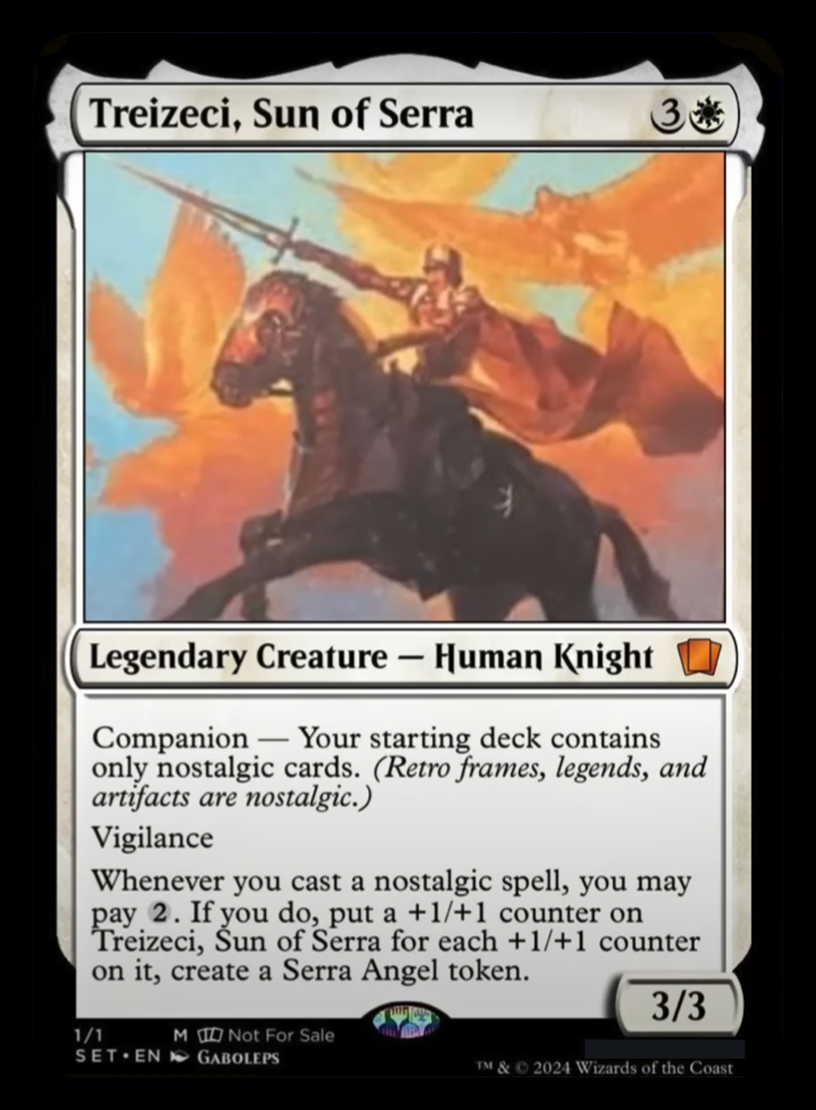 Treizeci, Sun of Serra 3
Legendary Creature — Human Knight
Companion — Your starting deck contains
only nostalgic cards. (Retro frames, legends, and
artifacts are nostalgic.)
Vigilance
Whenever you cast a nostalgic spell, you may
pay 2. If you do, put a +1/+1 counter on
Treizeci, Sun of Serra for each +1/+1 counter
on it, create a Serra Angel token.
3/3
1/1 M Not For Sale
SET • EN GABOLEPS
™ & © 2024 Wizards of the Coast